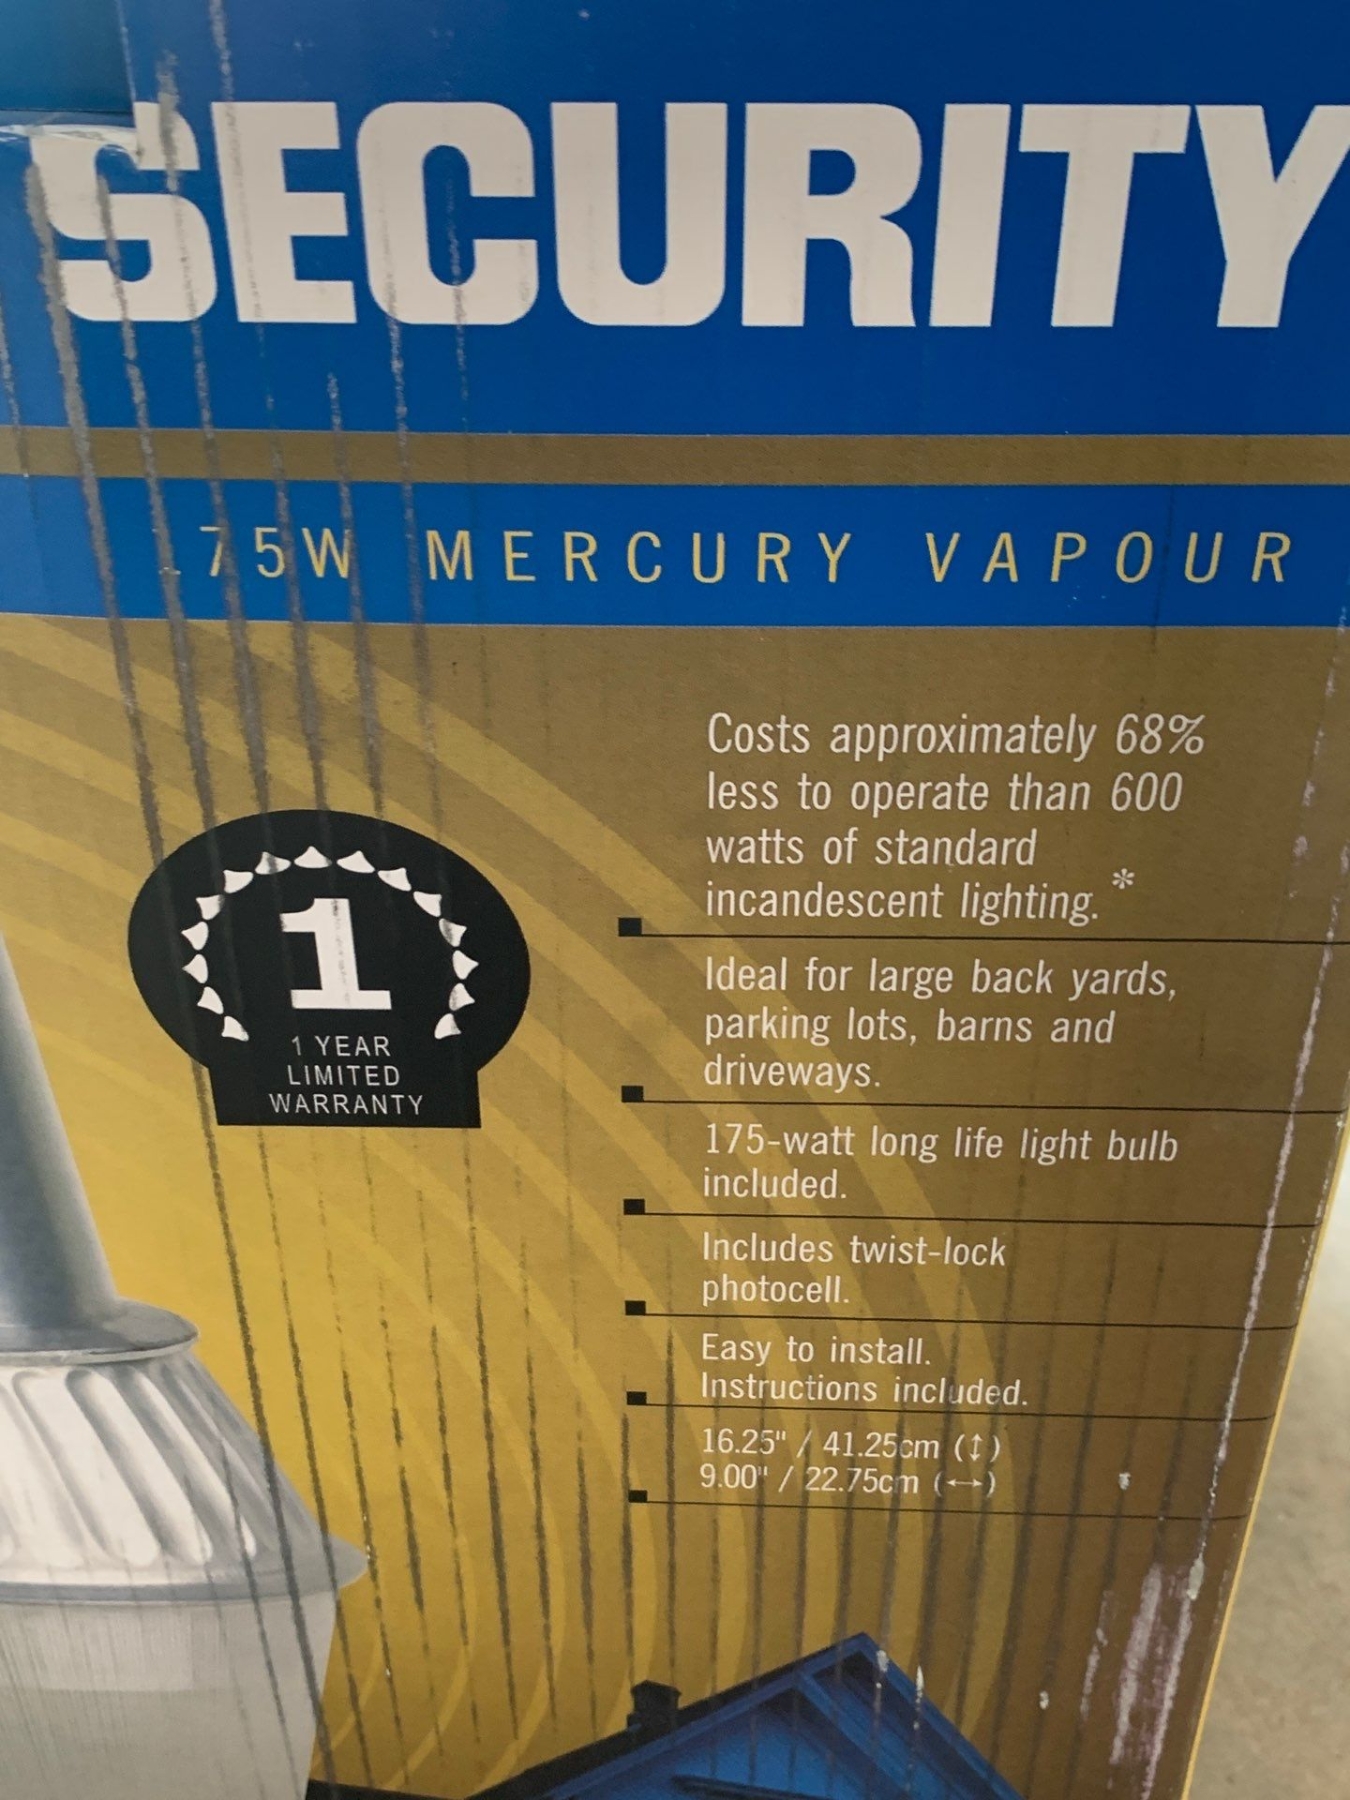 SECURITY
75W MERCURY VAPOUR
Costs approximately 68%
less to operate than 600
watts of standard
incandescent lighting.*
1
1 YEAR
LIMITED
WARRANTY
Ideal for large back yards,
parking lots, barns and
driveways.
175-watt long life light bulb
included.
Includes twist-lock
photocell.
Easy to install.
Instructions included.
16.25" / 41.25cm (↕)
9.00" / 22.75cm (↔)